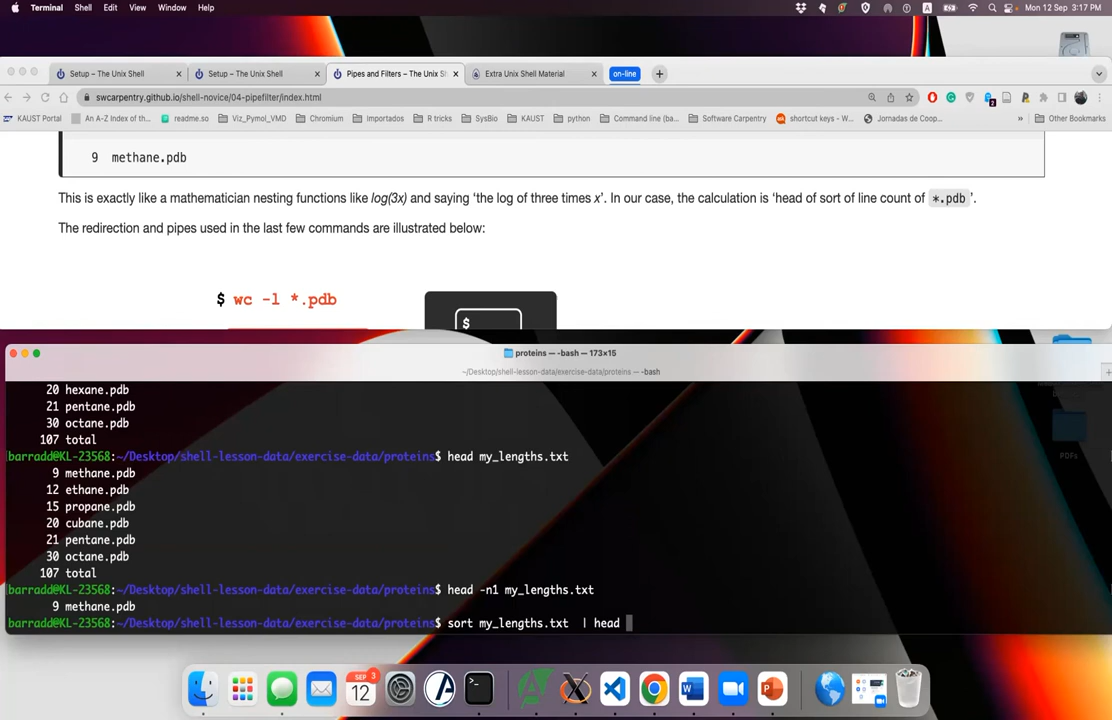 Terminal Shell Edit View Window Help
A
Mon 12 Sep 3:17 PM
Setup – The Unix Shell × Setup – The Unix Shell × Pipes and Filters – The Unix S × Extra Unix Shell Material × on-line +
swcarpentry.github.io/shell-novice/04-pipefilter/index.html
2
KAUST Portal An A-Z Index of th... readme.so Viz_Pymol_VMD Chromium Importados R tricks SysBio KAUST python Command line (ba... Software Carpentry shortcut keys - W... Jornadas de Coop... » Other Bookmarks
9 methane.pdb
This is exactly like a mathematician nesting functions like log(3x) and saying ‘the log of three times x’. In our case, the calculation is ‘head of sort of line count of *.pdb ’.
The redirection and pipes used in the last few commands are illustrated below:
$ wc -l *.pdb
$
proteins — -bash — 173×15
~/Desktop/shell-lesson-data/exercise-data/proteins — -bash
20 hexane.pdb
21 pentane.pdb
30 octane.pdb
107 total
barradd@KL-23568:~/Desktop/shell-lesson-data/exercise-data/proteins$ head my_lengths.txt
9 methane.pdb
12 ethane.pdb
15 propane.pdb
20 cubane.pdb
21 pentane.pdb
30 octane.pdb
107 total
barradd@KL-23568:~/Desktop/shell-lesson-data/exercise-data/proteins$ head -n1 my_lengths.txt
9 methane.pdb
barradd@KL-23568:~/Desktop/shell-lesson-data/exercise-data/proteins$ sort my_lengths.txt  | head
PDFs
SEP 3
12